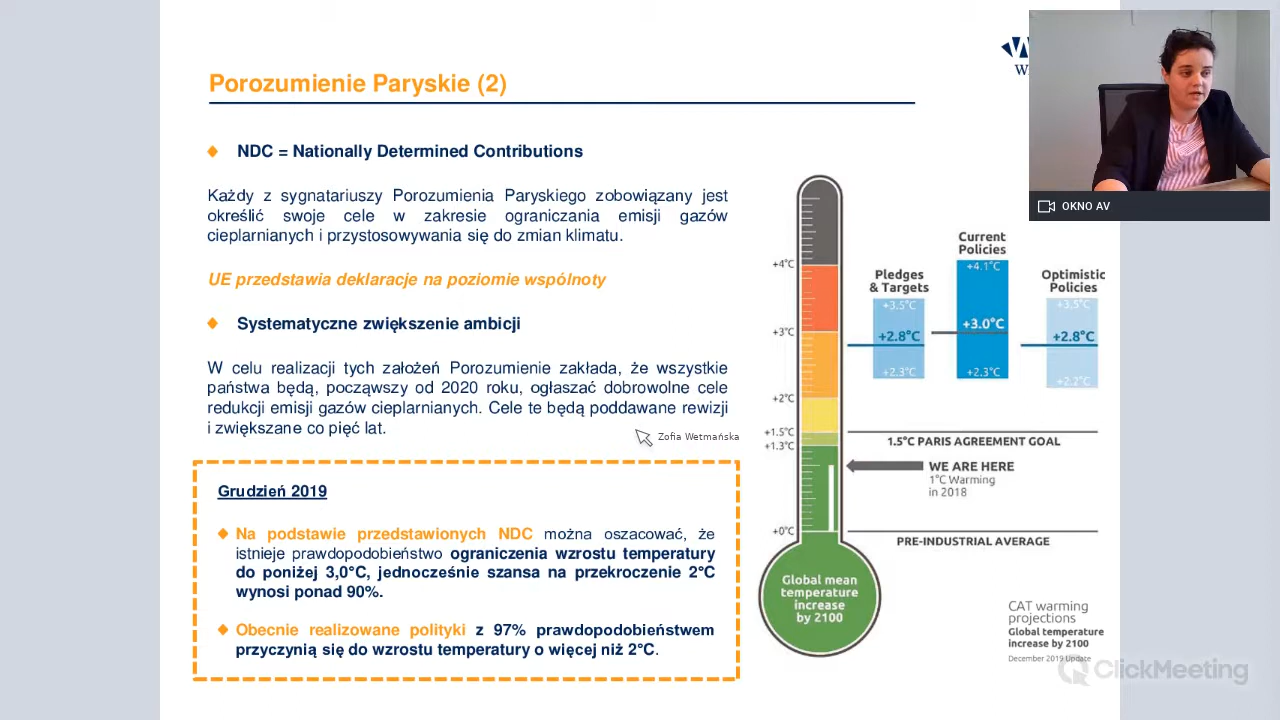 Porozumienie Paryskie (2)
W
OKNO AV
NDC = Nationally Determined Contributions
Każdy z sygnatariuszy Porozumienia Paryskiego zobowiązany jest
określić swoje cele w zakresie ograniczania emisji gazów
cieplarnianych i przystosowywania się do zmian klimatu.
UE przedstawia deklaracje na poziomie wspólnoty
Systematyczne zwiększenie ambicji
W celu realizacji tych założeń Porozumienie zakłada, że wszystkie
państwa będą, począwszy od 2020 roku, ogłaszać dobrowolne cele
redukcji emisji gazów cieplarnianych. Cele te będą poddawane rewizji
i zwiększane co pięć lat.
Zofia Wetmańska
Grudzień 2019
Na podstawie przedstawionych NDC można oszacować, że
istnieje prawdopodobieństwo ograniczenia wzrostu temperatury
do poniżej 3,0°C, jednocześnie szansa na przekroczenie 2°C
wynosi ponad 90%.
Obecnie realizowane polityki z 97% prawdopodobieństwem
przyczynią się do wzrostu temperatury o więcej niż 2°C.
+4°C
+3°C
+2°C
+1.5°C
+1.3°C
+0°C
Global mean
temperature
increase
by 2100
Pledges
& Targets
+3.5°C
+2.8°C
+2.3°C
Current
Policies
+4.1°C
+3.0°C
+2.3°C
Optimistic
Policies
+3.5°C
+2.8°C
+2.2°C
1.5°C PARIS AGREEMENT GOAL
WE ARE HERE
1°C Warming
in 2018
PRE-INDUSTRIAL AVERAGE
CAT warming
projections
Global temperature
increase by 2100
December 2019 Update
ClickMeeting